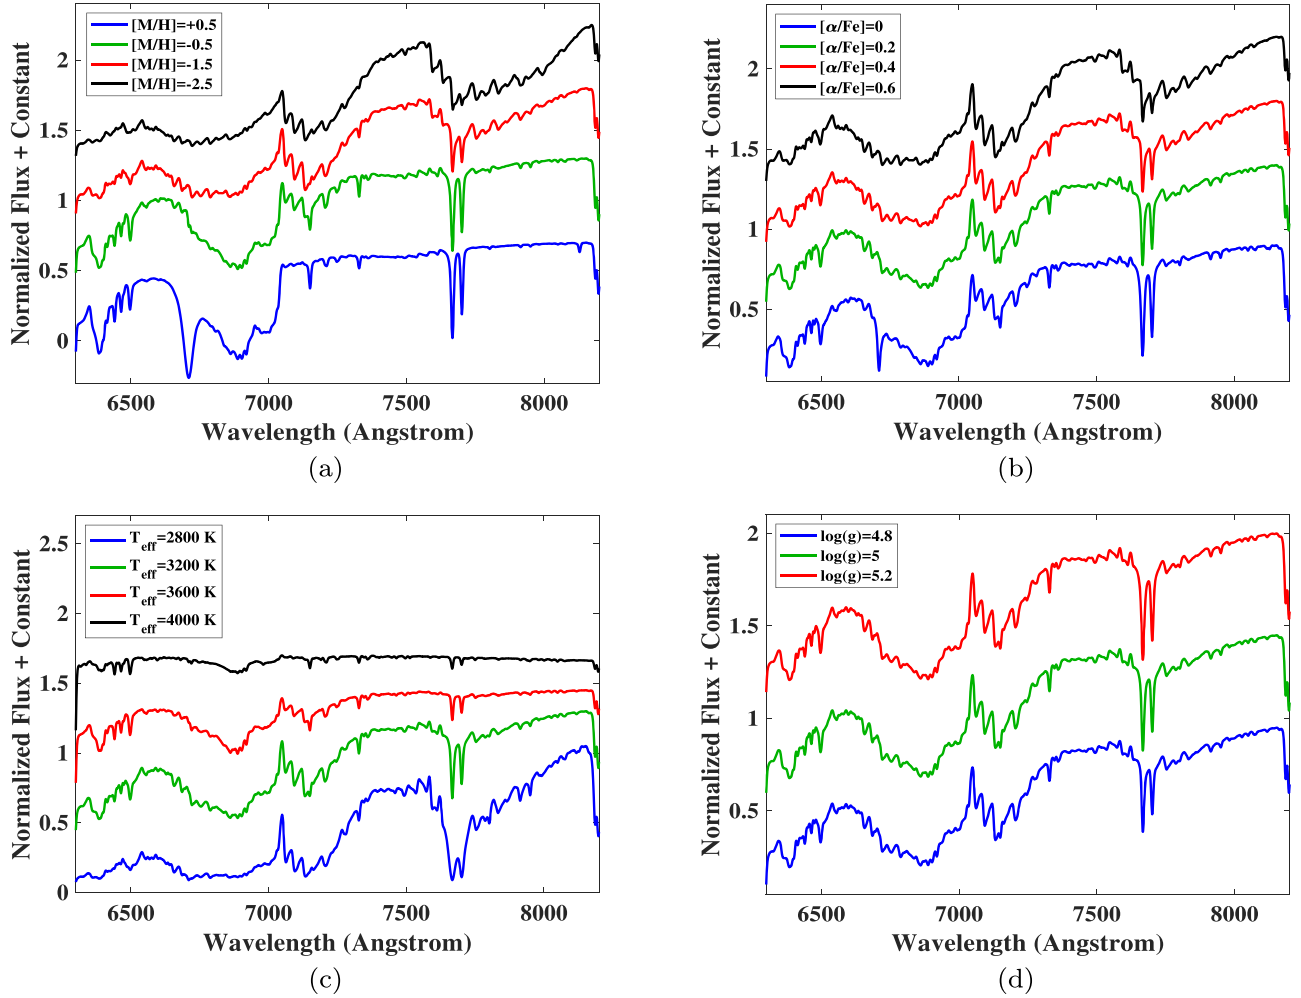 [M/H]=+0.5
[M/H]=-0.5
[M/H]=-1.5
[M/H]=-2.5
Normalized Flux + Constant
2
1.5
1
0.5
0
6500 7000 7500 8000
Wavelength (Angstrom)
(a)
[α/Fe]=0
[α/Fe]=0.2
[α/Fe]=0.4
[α/Fe]=0.6
Normalized Flux + Constant
2
1.5
1
0.5
6500 7000 7500 8000
Wavelength (Angstrom)
(b)
Teff=2800 K
Teff=3200 K
Teff=3600 K
Teff=4000 K
Normalized Flux + Constant
2.5
2
1.5
1
0.5
0
6500 7000 7500 8000
Wavelength (Angstrom)
(c)
log(g)=4.8
log(g)=5
log(g)=5.2
Normalized Flux + Constant
2
1.5
1
0.5
6500 7000 7500 8000
Wavelength (Angstrom)
(d)